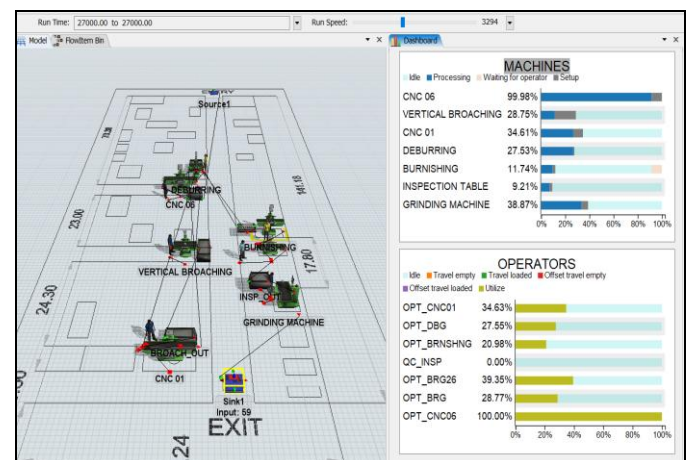 Run Time: 27000.00 to 27000.00 Run Speed: 3294
Model FlowItem Bin
Dashboard
Source1
DEBURRING
CNC 06
23.00
141.18
BURNISHING
17.80
VERTICAL BROACHING
INSP_OUT
24.30
GRINDING MACHINE
BROACH_OUT
CNC 01
Sink1
Input: 59
EXIT
24
MACHINES
Idle Processing Waiting for operator Setup
CNC 06 99.98%
VERTICAL BROACHING 28.75%
CNC 01 34.61%
DEBURRING 27.53%
BURNISHING 11.74%
INSPECTION TABLE 9.21%
GRINDING MACHINE 38.87%
0% 20% 40% 60% 80% 100%
OPERATORS
Idle Travel empty Travel loaded Offset travel empty
Offset travel loaded Utilize
OPT_CNC01 34.63%
OPT_DBG 27.55%
OPT_BRNSHNG 20.98%
QC_INSP 0.00%
OPT_BRG26 39.35%
OPT_BRG 28.77%
OPT_CNC06 100.00%
0% 20% 40% 60% 80% 100%